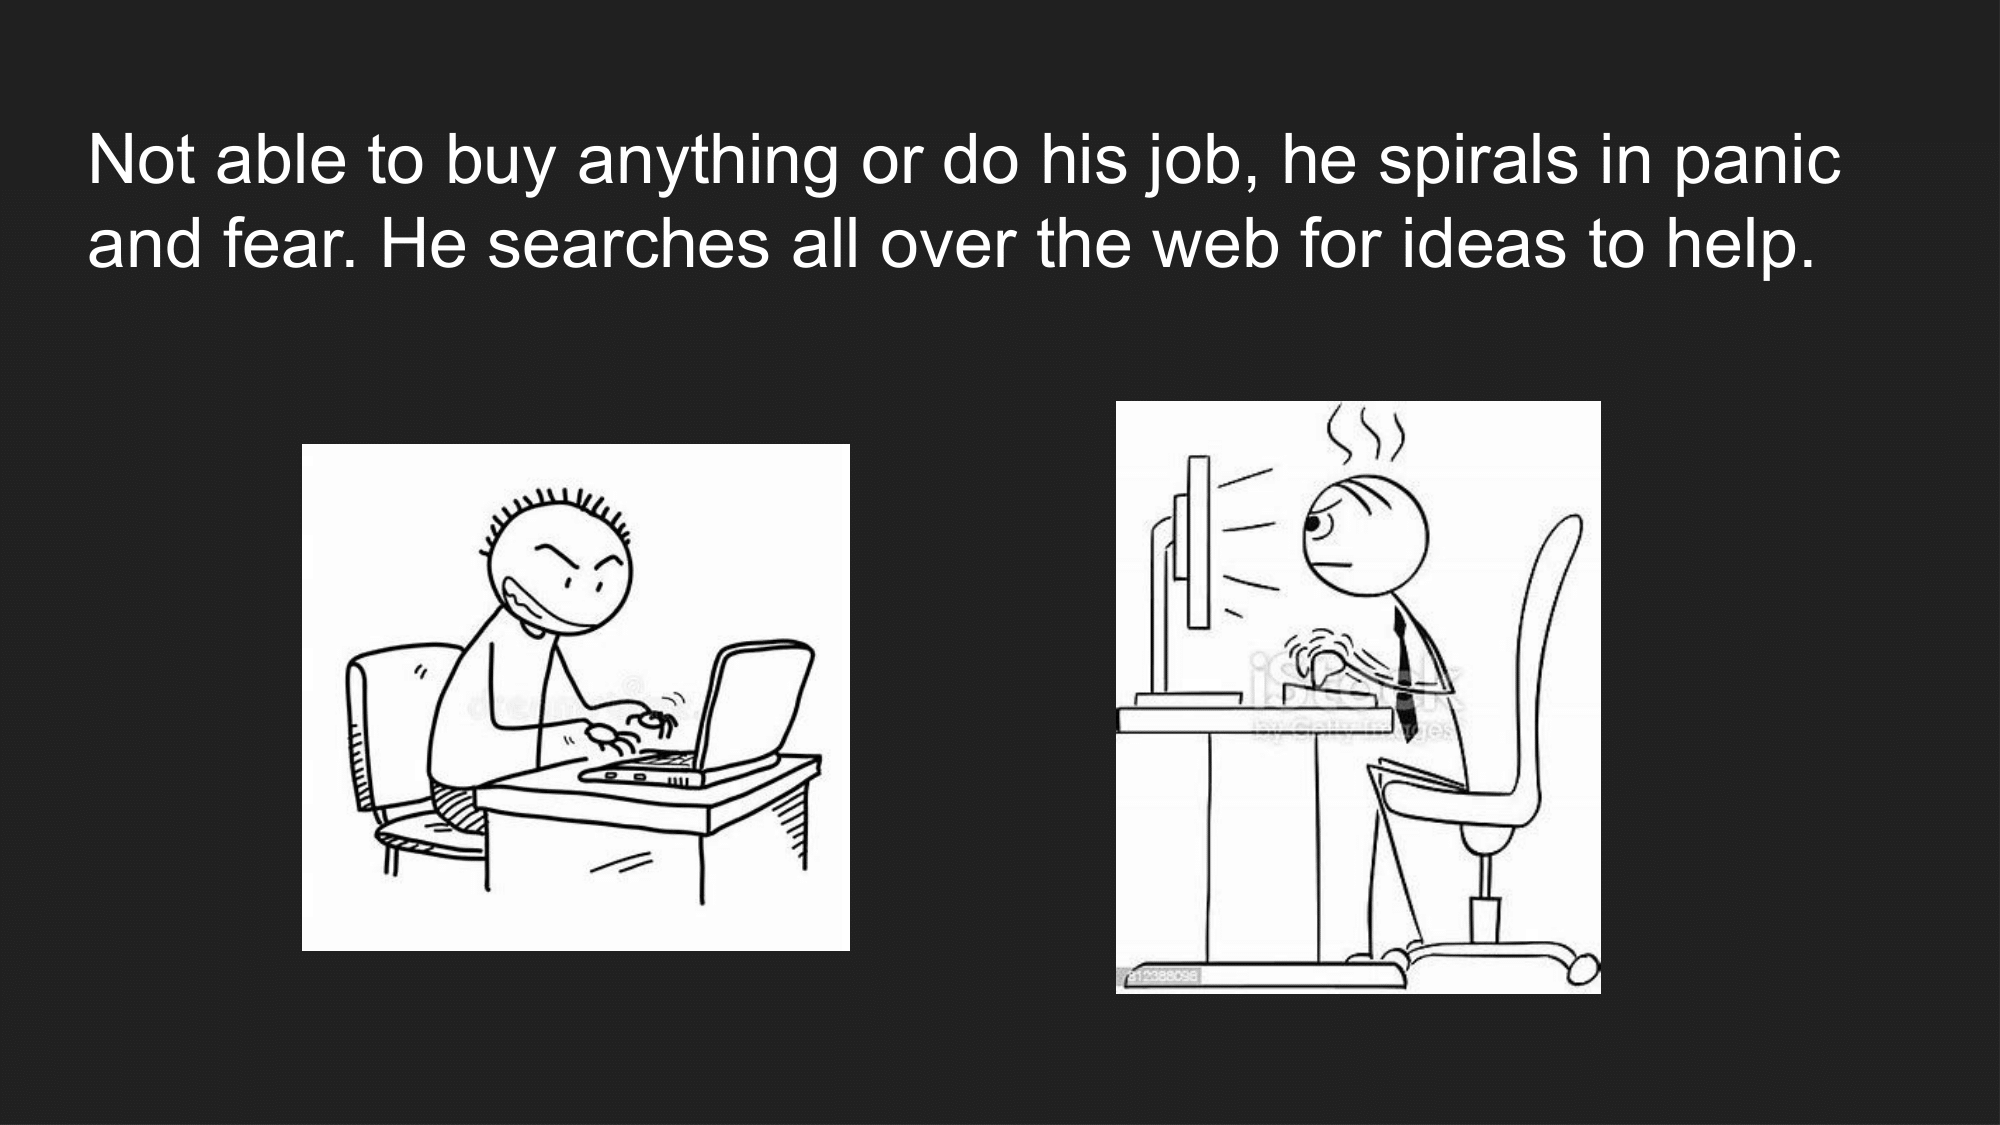 Not able to buy anything or do his job, he spirals in panic
and fear. He searches all over the web for ideas to help.
iStock
by Getty Images
912388098